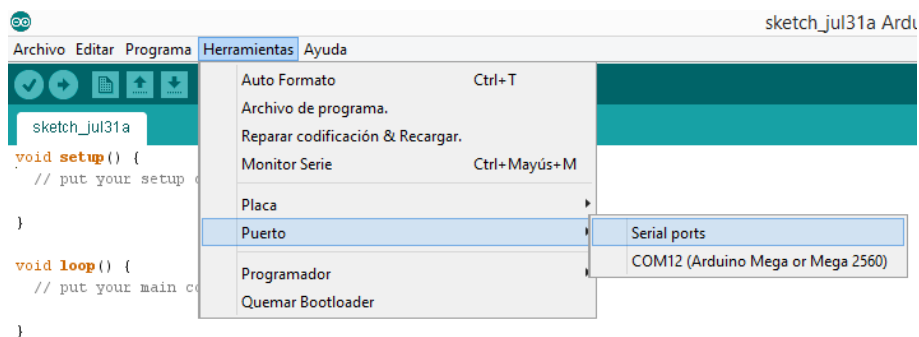 sketch_jul31a Ardu
Archivo Editar Programa Herramientas Ayuda
sketch_jul31a
void setup() {
// put your setup
}
void loop() {
// put your main
}
Auto Formato Ctrl+T
Archivo de programa.
Reparar codificación & Recargar.
Monitor Serie Ctrl+Mayús+M
Placa
Puerto
Programador
Quemar Bootloader
Serial ports
COM12 (Arduino Mega or Mega 2560)